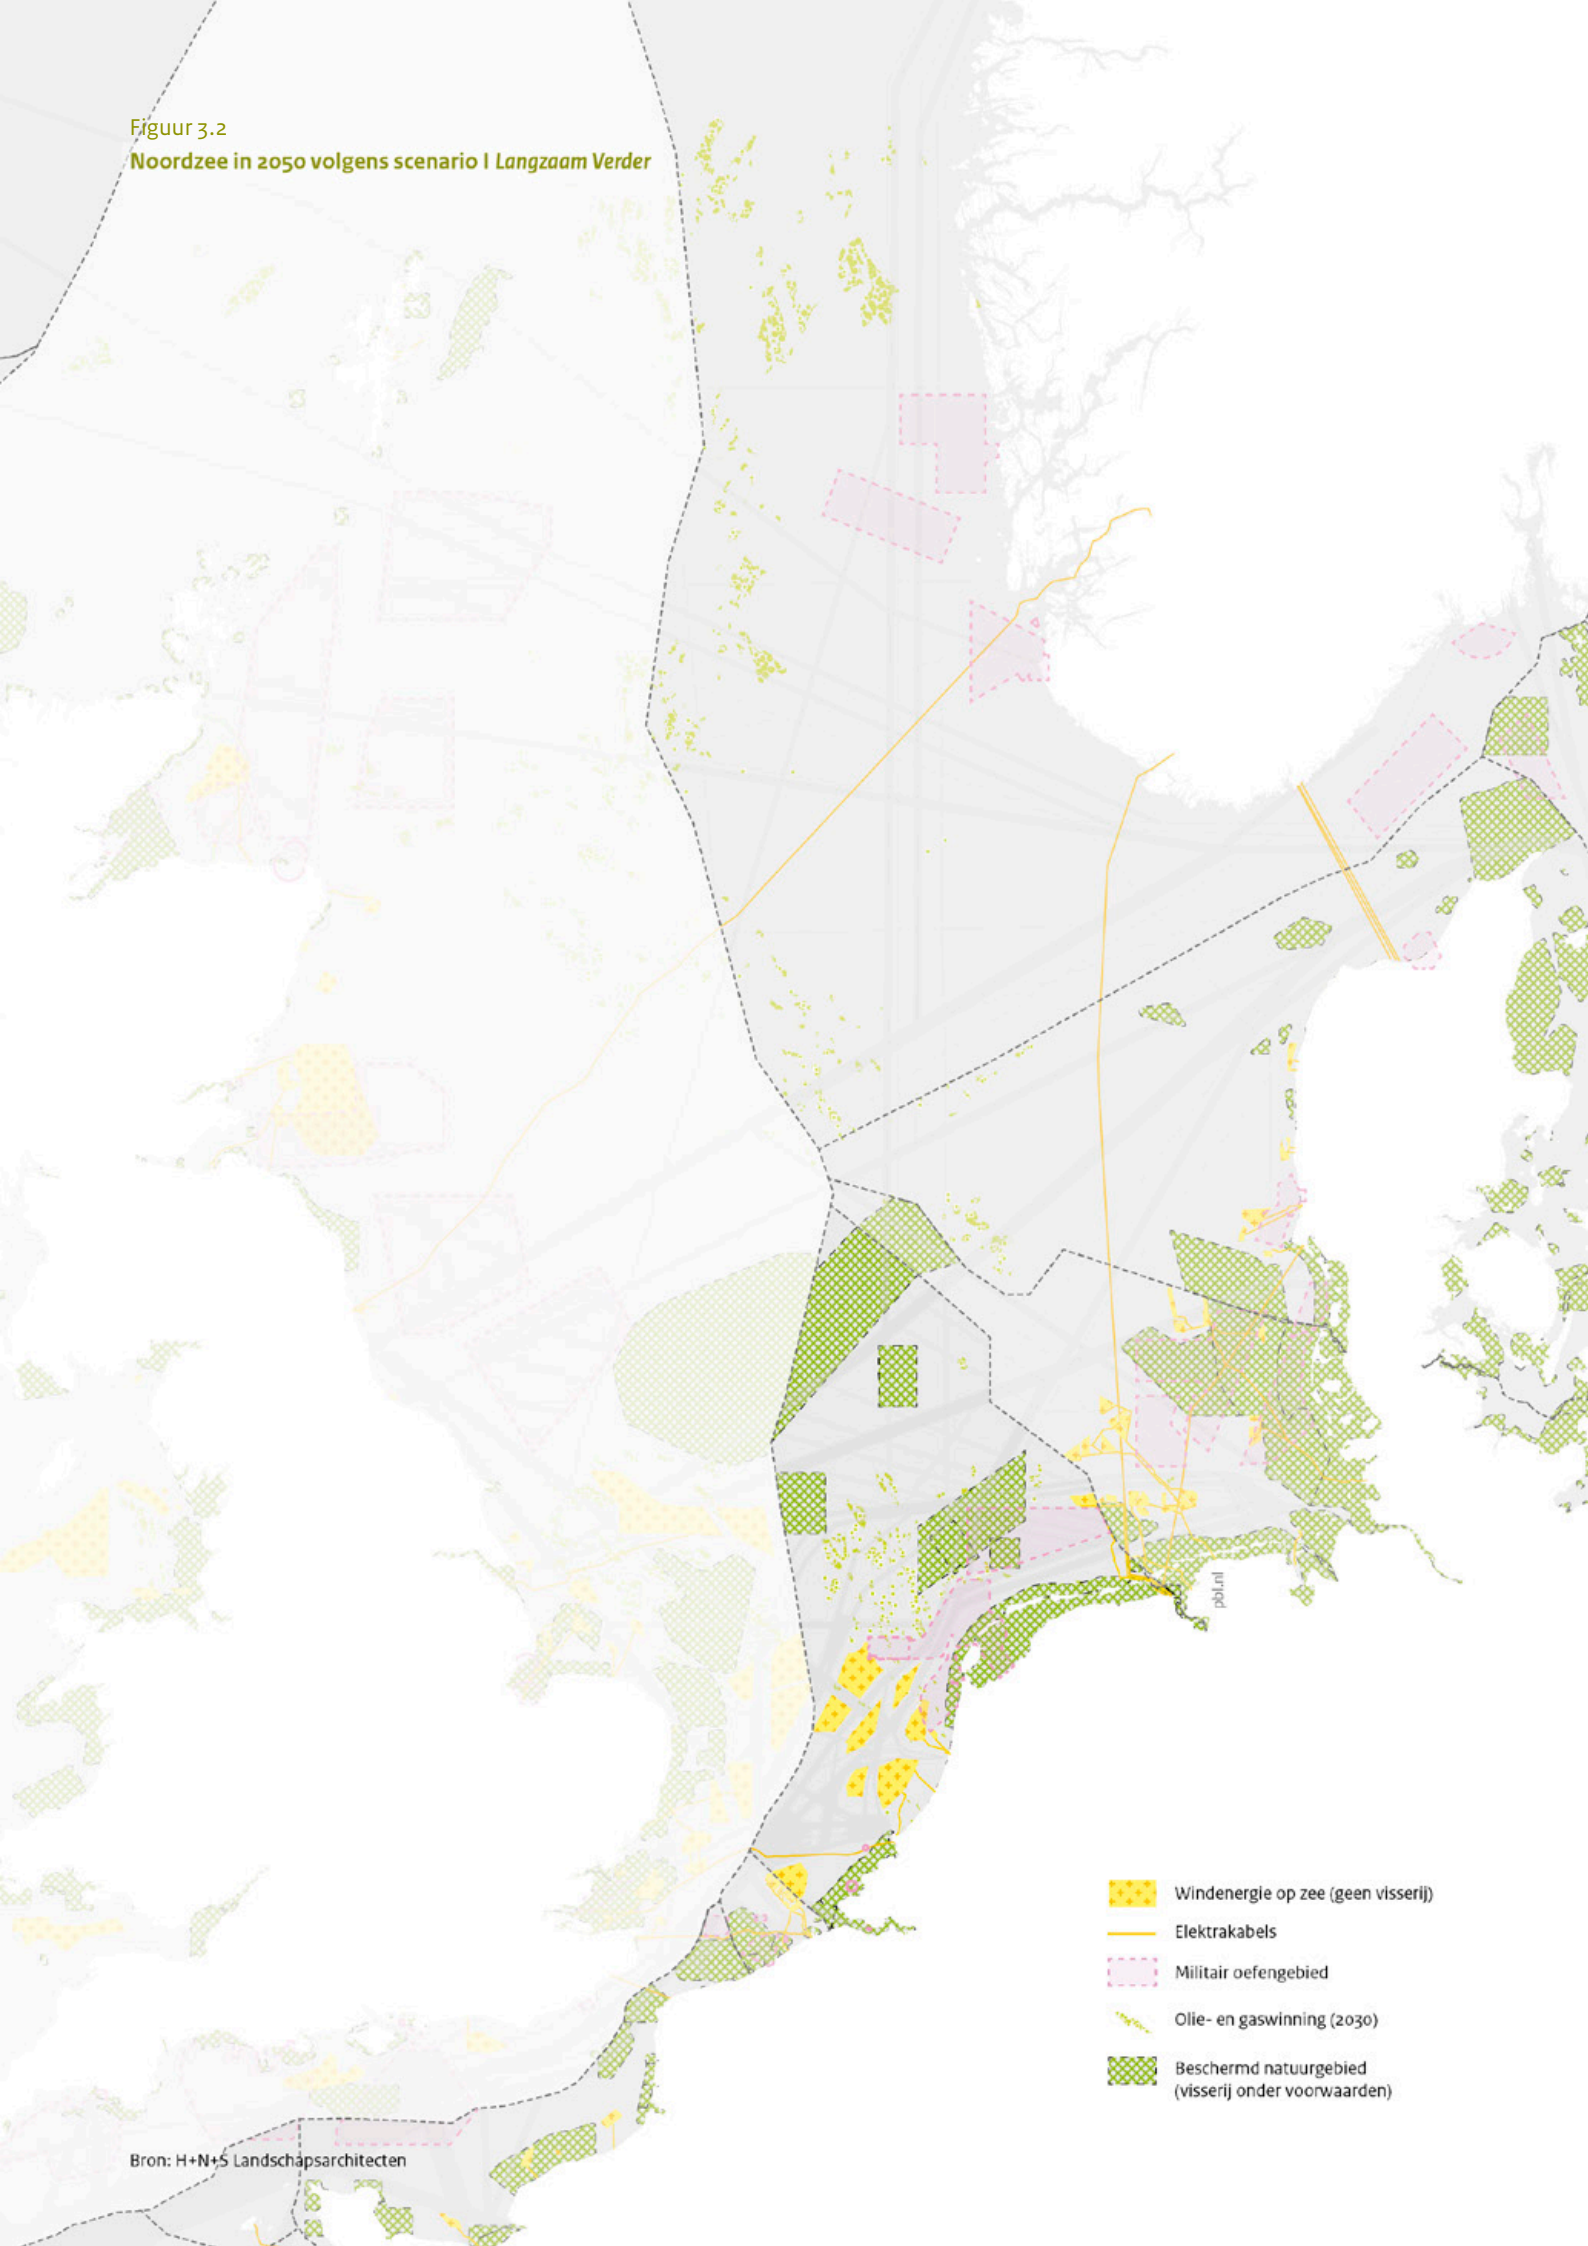 Figuur 3.2
Noordzee in 2050 volgens scenario I Langzaam Verder
pbl.nl
Windenergie op zee (geen visserij)
Elektrakabels
Militair oefengebied
Olie- en gaswinning (2030)
Beschermd natuurgebied
(visserij onder voorwaarden)
Bron: H+N+S Landschapsarchitecten